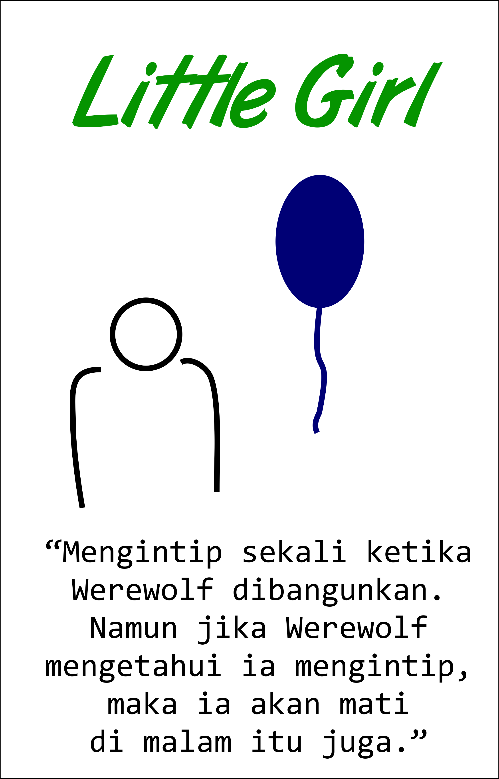 Little Girl
“Mengintip sekali ketika
Werewolf dibangunkan.
Namun jika Werewolf
mengetahui ia mengintip,
maka ia akan mati
di malam itu juga.”